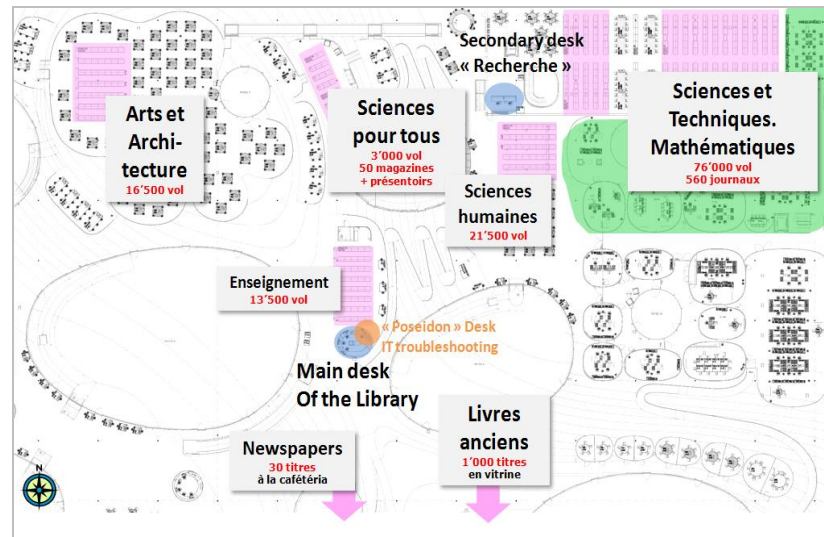 Secondary desk
« Recherche »
Arts et
Archi-
tecture
16'500 vol
Sciences
pour tous
3'000 vol
50 magazines
+ présentoirs
Sciences et
Techniques.
Mathématiques
76'000 vol
560 journaux
Sciences
humaines
21'500 vol
Enseignement
13'500 vol
« Poseidon » Desk
IT troubleshooting
Main desk
Of the Library
Newspapers
30 titres
à la cafétéria
Livres
anciens
1'000 titres
en vitrine
N